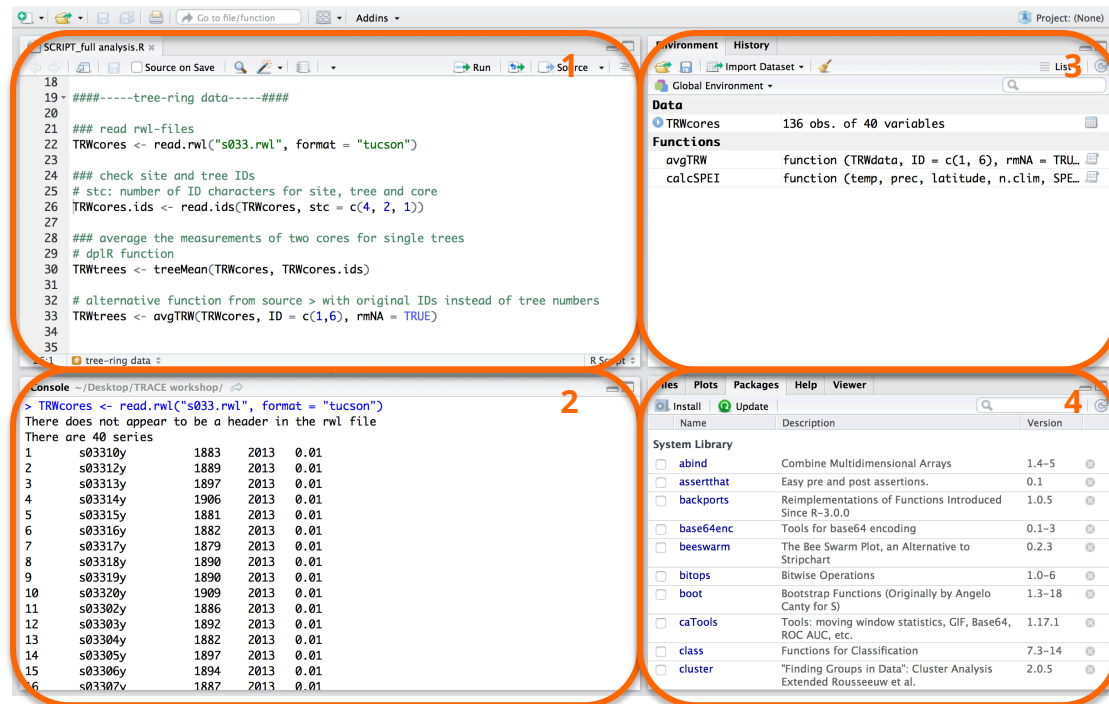 Go to file/function
Addins
Project: (None)
SCRIPT_full analysis.R
Source on Save
Run
Source
1
18
19 ####-----tree-ring data-----####
20
21 ### read rwl-files
22 TRWcores <- read.rwl("s033.rwl", format = "tucson")
23
24 ### check site and tree IDs
25 # stc: number of ID characters for site, tree and core
26 TRWcores.ids <- read.ids(TRWcores, stc = c(4, 2, 1))
27
28 ### average the measurements of two cores for single trees
29 # dplR function
30 TRWtrees <- treeMean(TRWcores, TRWcores.ids)
31
32 # alternative function from source > with original IDs instead of tree numbers
33 TRWtrees <- avgTRW(TRWcores, ID = c(1,6), rmNA = TRUE)
34
35
26:1 tree-ring data R Script
Console ~/Desktop/TRACE workshop/
2
> TRWcores <- read.rwl("s033.rwl", format = "tucson")
There does not appear to be a header in the rwl file
There are 40 series
1 s03310y 1883 2013 0.01
2 s03312y 1889 2013 0.01
3 s03313y 1897 2013 0.01
4 s03314y 1906 2013 0.01
5 s03315y 1881 2013 0.01
6 s03316y 1882 2013 0.01
7 s03317y 1879 2013 0.01
8 s03318y 1890 2013 0.01
9 s03319y 1890 2013 0.01
10 s03320y 1909 2013 0.01
11 s03302y 1886 2013 0.01
12 s03303y 1892 2013 0.01
13 s03304y 1882 2013 0.01
14 s03305y 1897 2013 0.01
15 s03306y 1894 2013 0.01
16 s03307y 1887 2013 0.01
Environment History
Import Dataset
List
3
Global Environment
Data
TRWcores 136 obs. of 40 variables
Functions
avgTRW function (TRWdata, ID = c(1, 6), rmNA = TRU…
calcSPEI function (temp, prec, latitude, n.clim, SPE…
Files Plots Packages Help Viewer
Install Update
4
Name Description Version
System Library
abind Combine Multidimensional Arrays 1.4-5
assertthat Easy pre and post assertions. 0.1
backports Reimplementations of Functions Introduced 1.0.5
Since R-3.0.0
base64enc Tools for base64 encoding 0.1-3
beeswarm The Bee Swarm Plot, an Alternative to 0.2.3
Stripchart
bitops Bitwise Operations 1.0-6
boot Bootstrap Functions (Originally by Angelo 1.3-18
Canty for S)
caTools Tools: moving window statistics, GIF, Base64, 1.17.1
ROC AUC, etc.
class Functions for Classification 7.3-14
cluster "Finding Groups in Data": Cluster Analysis 2.0.5
Extended Rousseeuw et al.